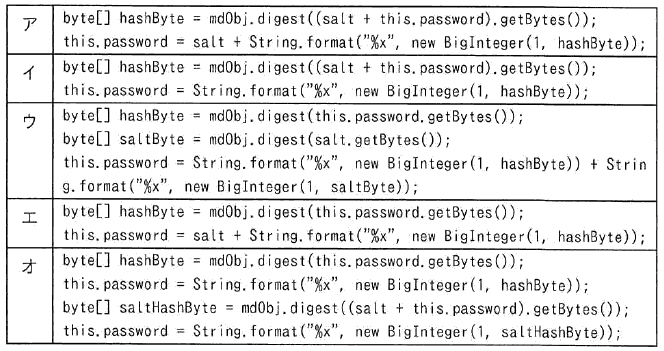 ア
byte[] hashByte = mdObj.digest((salt + this.password).getBytes());
this.password = salt + String.format("%x", new BigInteger(1, hashByte));
イ
byte[] hashByte = mdObj.digest((salt + this.password).getBytes());
this.password = String.format("%x", new BigInteger(1, hashByte));
ウ
byte[] hashByte = mdObj.digest(this.password.getBytes());
byte[] saltByte = mdObj.digest(salt.getBytes());
this.password = String.format("%x", new BigInteger(1, hashByte)) + Strin
g.format("%x", new BigInteger(1, saltByte));
エ
byte[] hashByte = mdObj.digest(this.password.getBytes());
this.password = salt + String.format("%x", new BigInteger(1, hashByte));
オ
byte[] hashByte = mdObj.digest(this.password.getBytes());
this.password = String.format("%x", new BigInteger(1, hashByte));
byte[] saltHashByte = mdObj.digest((salt + this.password).getBytes());
this.password = String.format("%x", new BigInteger(1, saltHashByte));